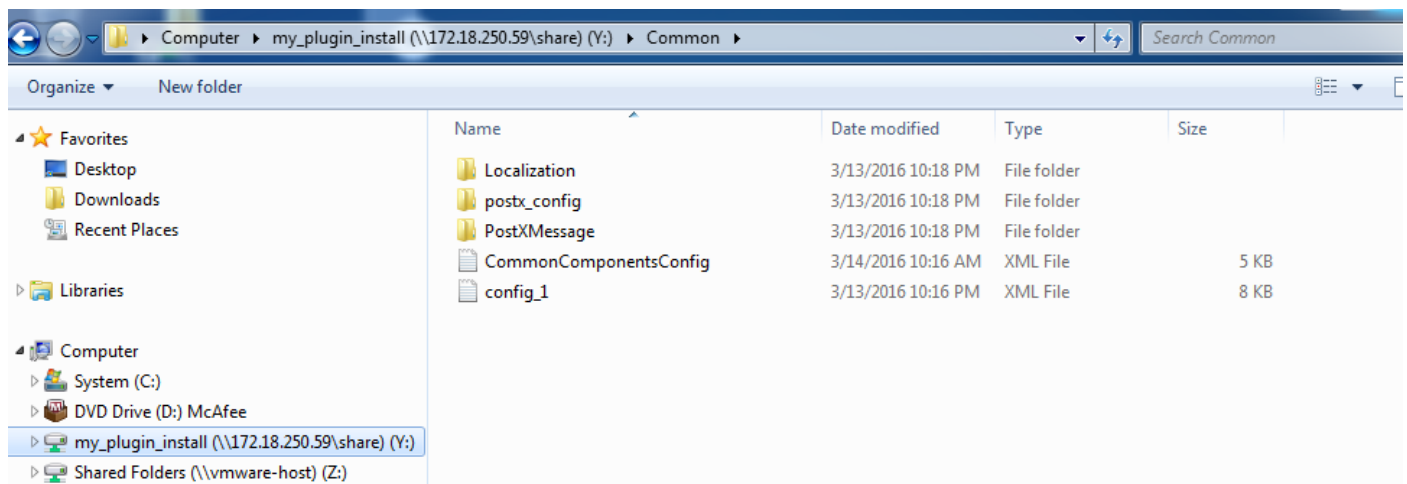 Computer my_plugin_install (\\172.18.250.59\share) (Y:) Common Search Common
Organize New folder
Favorites
Desktop
Downloads
Recent Places
Libraries
Computer
System (C:)
DVD Drive (D:) McAfee
my_plugin_install (\\172.18.250.59\share) (Y:)
Shared Folders (\\vmware-host) (Z:)
Name Date modified Type Size
Localization 3/13/2016 10:18 PM File folder
postx_config 3/13/2016 10:18 PM File folder
PostXMessage 3/13/2016 10:18 PM File folder
CommonComponentsConfig 3/14/2016 10:16 AM XML File 5 KB
config_1 3/13/2016 10:16 PM XML File 8 KB